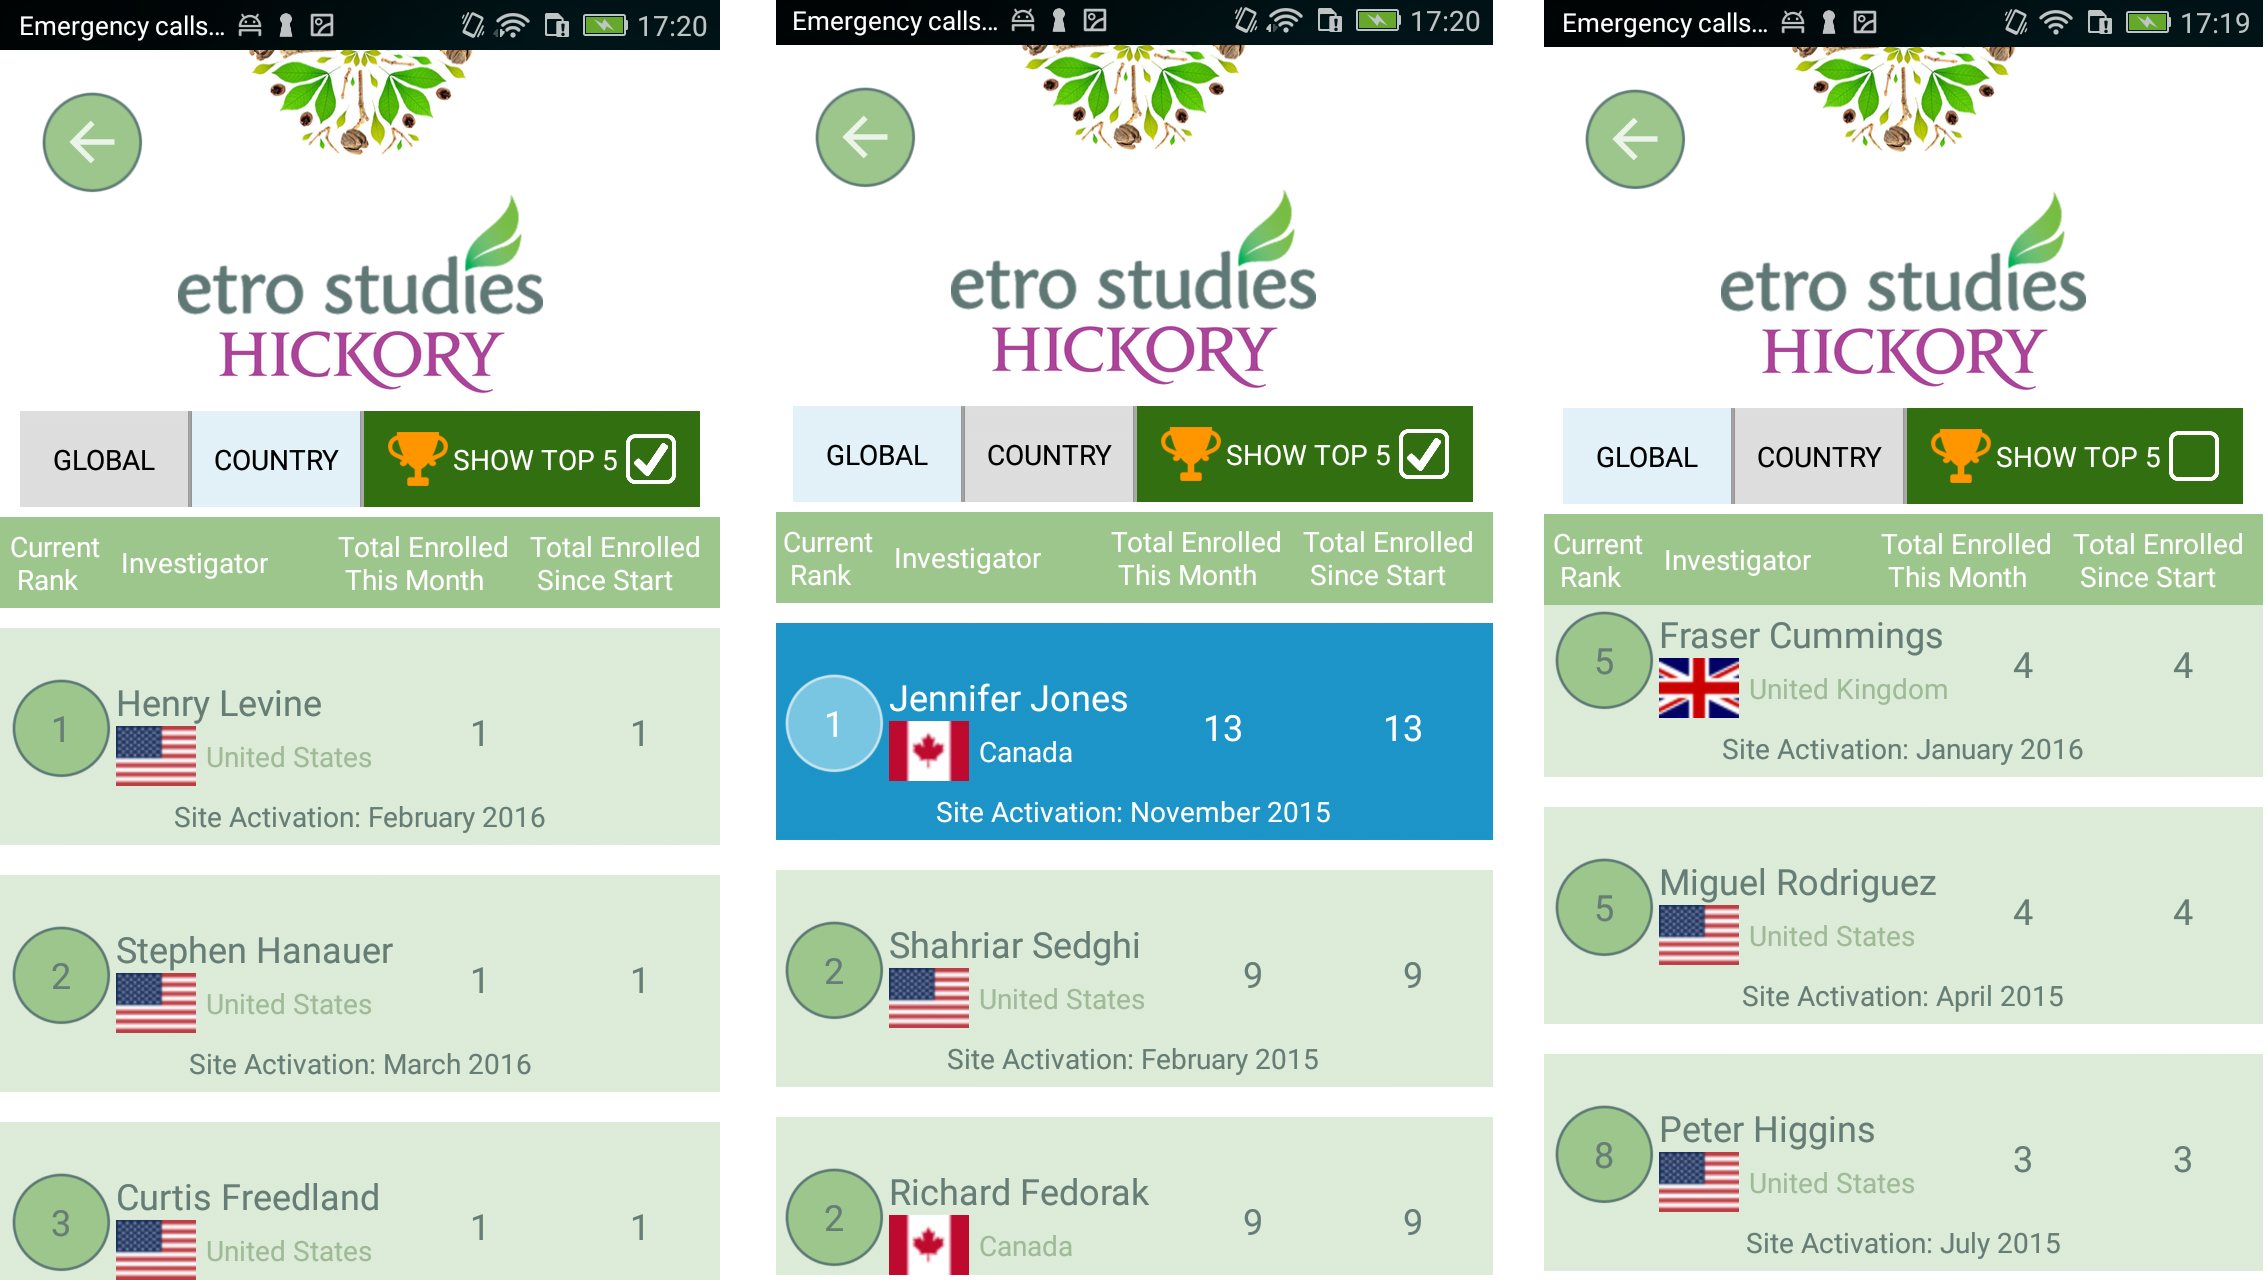 Emergency calls... 17:20
etro studies
HICKORY
GLOBAL COUNTRY SHOW TOP 5
Current Rank Investigator Total Enrolled This Month Total Enrolled Since Start
1 Henry Levine 1 1
United States
Site Activation: February 2016
2 Stephen Hanauer 1 1
United States
Site Activation: March 2016
3 Curtis Freedland 1 1
United States
Emergency calls... 17:20
etro studies
HICKORY
GLOBAL COUNTRY SHOW TOP 5
Current Rank Investigator Total Enrolled This Month Total Enrolled Since Start
1 Jennifer Jones 13 13
Canada
Site Activation: November 2015
2 Shahriar Sedghi 9 9
United States
Site Activation: February 2015
2 Richard Fedorak 9 9
Canada
Emergency calls... 17:19
etro studies
HICKORY
GLOBAL COUNTRY SHOW TOP 5
Current Rank Investigator Total Enrolled This Month Total Enrolled Since Start
5 Fraser Cummings 4 4
United Kingdom
Site Activation: January 2016
5 Miguel Rodriguez 4 4
United States
Site Activation: April 2015
8 Peter Higgins 3 3
United States
Site Activation: July 2015